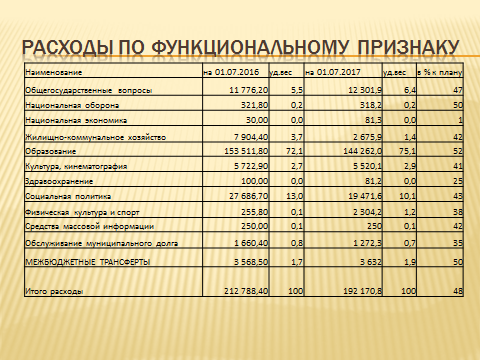 РАСХОДЫ ПО ФУНКЦИОНАЛЬНОМУ ПРИЗНАКУ
Наименование на 01.07.2016 уд.вес на 01.07.2017 уд.вес в % к плану
Общегосударственные вопросы 11 776,20 5,5 12 301,9 6,4 47
Национальная оборона 321,80 0,2 318,2 0,2 50
Национальная экономика 30,00 0,0 81,3 0,0 1
Жилищно-коммунальное хозяйство 7 904,40 3,7 2 675,9 1,4 42
Образование 153 511,80 72,1 144 262,0 75,1 52
Культура, кинематография 5 722,90 2,7 5 520,1 2,9 41
Здравоохранение 100,00 0,0 81,2 0,0 25
Социальная политика 27 686,70 13,0 19 471,6 10,1 43
Физическая культура и спорт 255,80 0,1 2 304,2 1,2 38
Средства массовой информации 250,00 0,1 250 0,1 42
Обслуживание муниципального долга 1 660,40 0,8 1 272,3 0,7 35
МЕЖБЮДЖЕТНЫЕ ТРАНСФЕРТЫ 3 568,50 1,7 3 632 1,9 50
Итого расходы 212 788,40 100 192 170,8 100 48